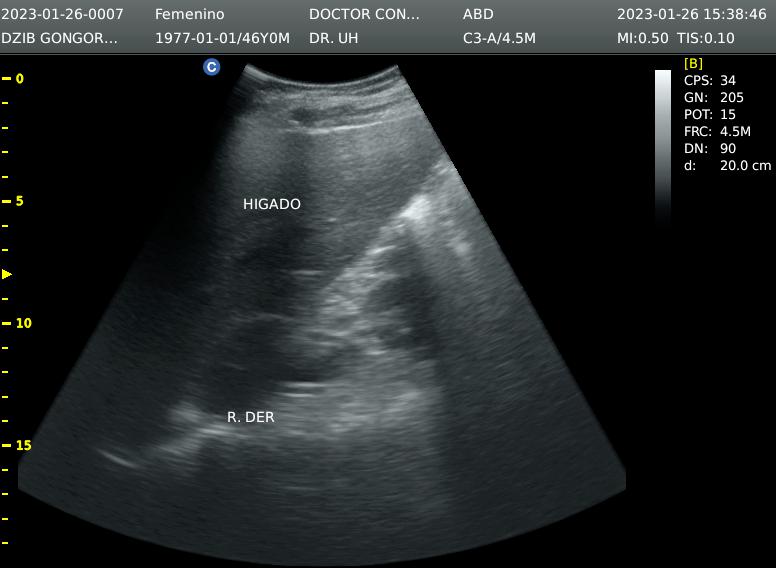 2023-01-26-0007 Femenino DOCTOR CON... ABD 2023-01-26 15:38:46
DZIB GONGOR... 1977-01-01/46Y0M DR. UH C3-A/4.5M MI:0.50 TIS:0.10
C
[B]
CPS: 34
GN: 205
POT: 15
FRC: 4.5M
DN: 90
d: 20.0 cm
0
5
10
15
HIGADO
R. DER